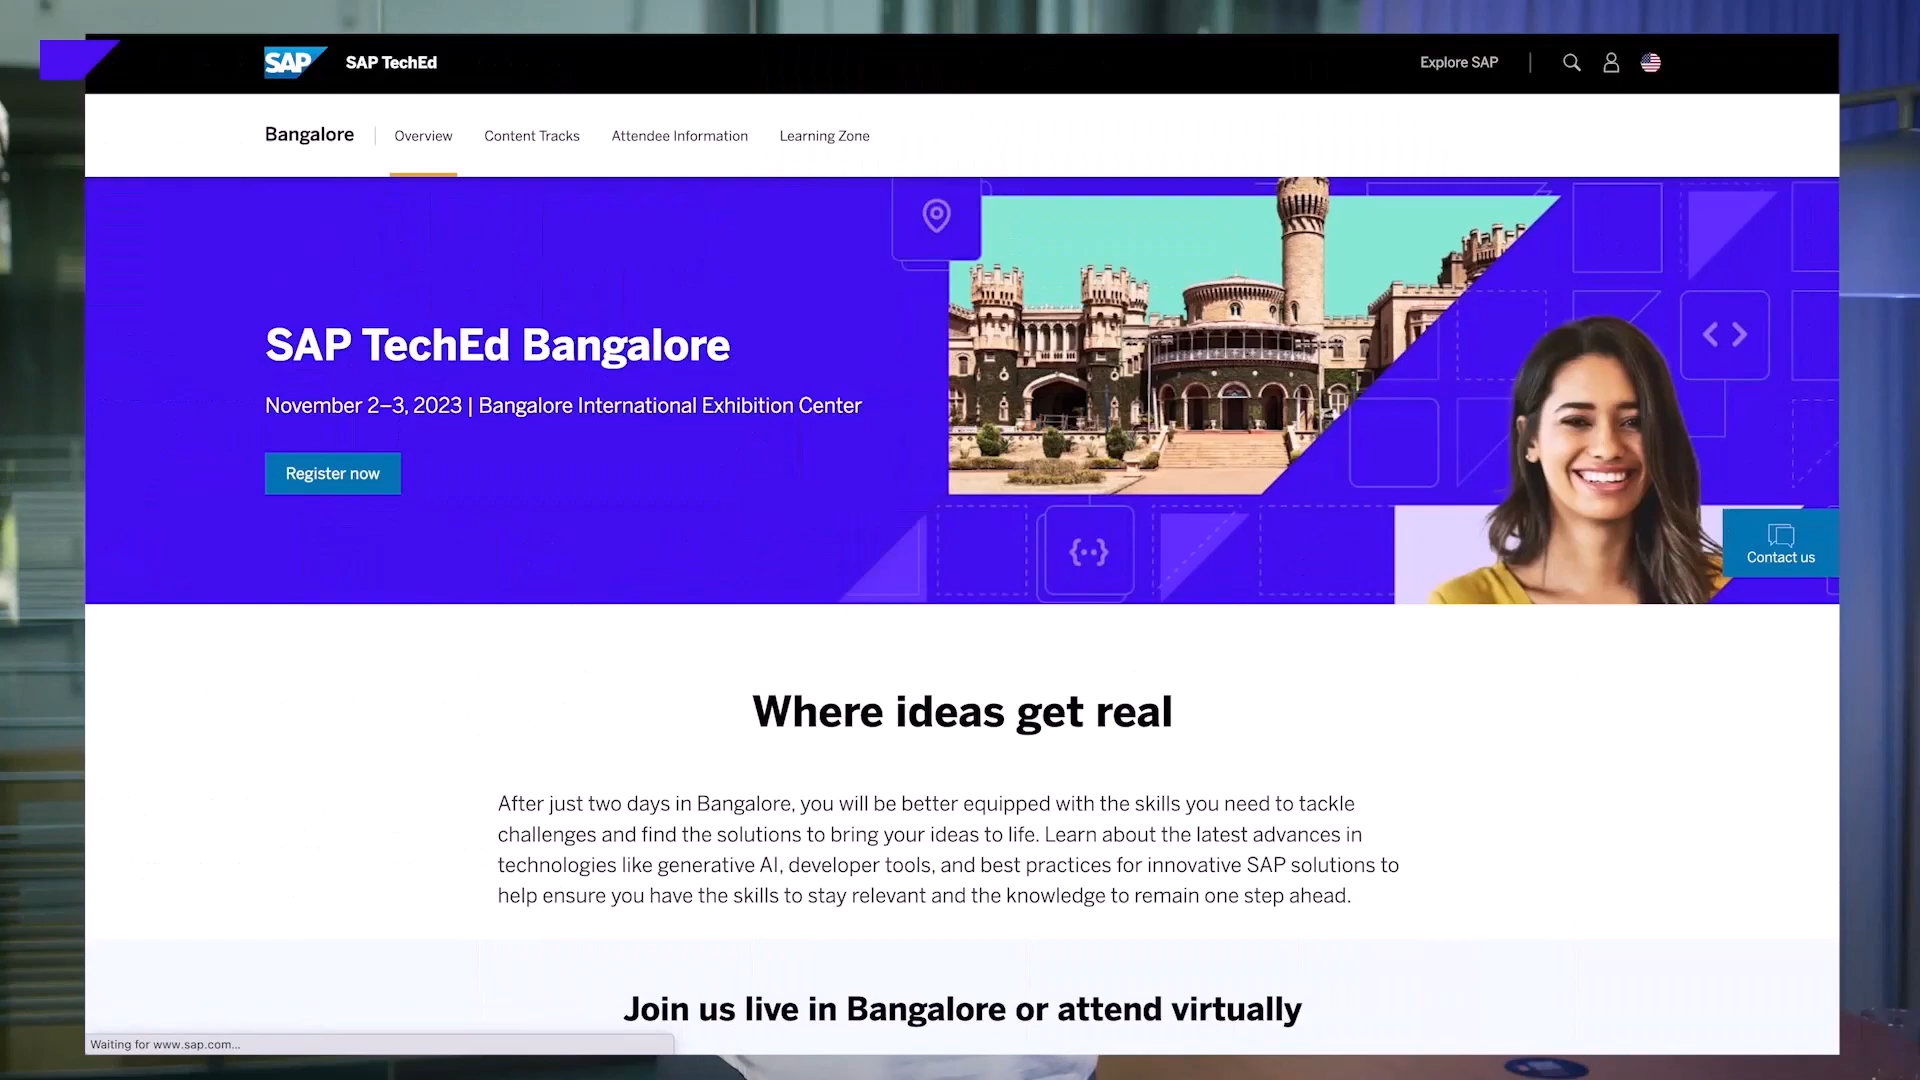 SAP SAP TechEd Explore SAP
Bangalore Overview Content Tracks Attendee Information Learning Zone
SAP TechEd Bangalore
November 2–3, 2023 | Bangalore International Exhibition Center
Register now
Contact us
Where ideas get real
After just two days in Bangalore, you will be better equipped with the skills you need to tackle
challenges and find the solutions to bring your ideas to life. Learn about the latest advances in
technologies like generative AI, developer tools, and best practices for innovative SAP solutions to
help ensure you have the skills to stay relevant and the knowledge to remain one step ahead.
Join us live in Bangalore or attend virtually
Waiting for www.sap.com...